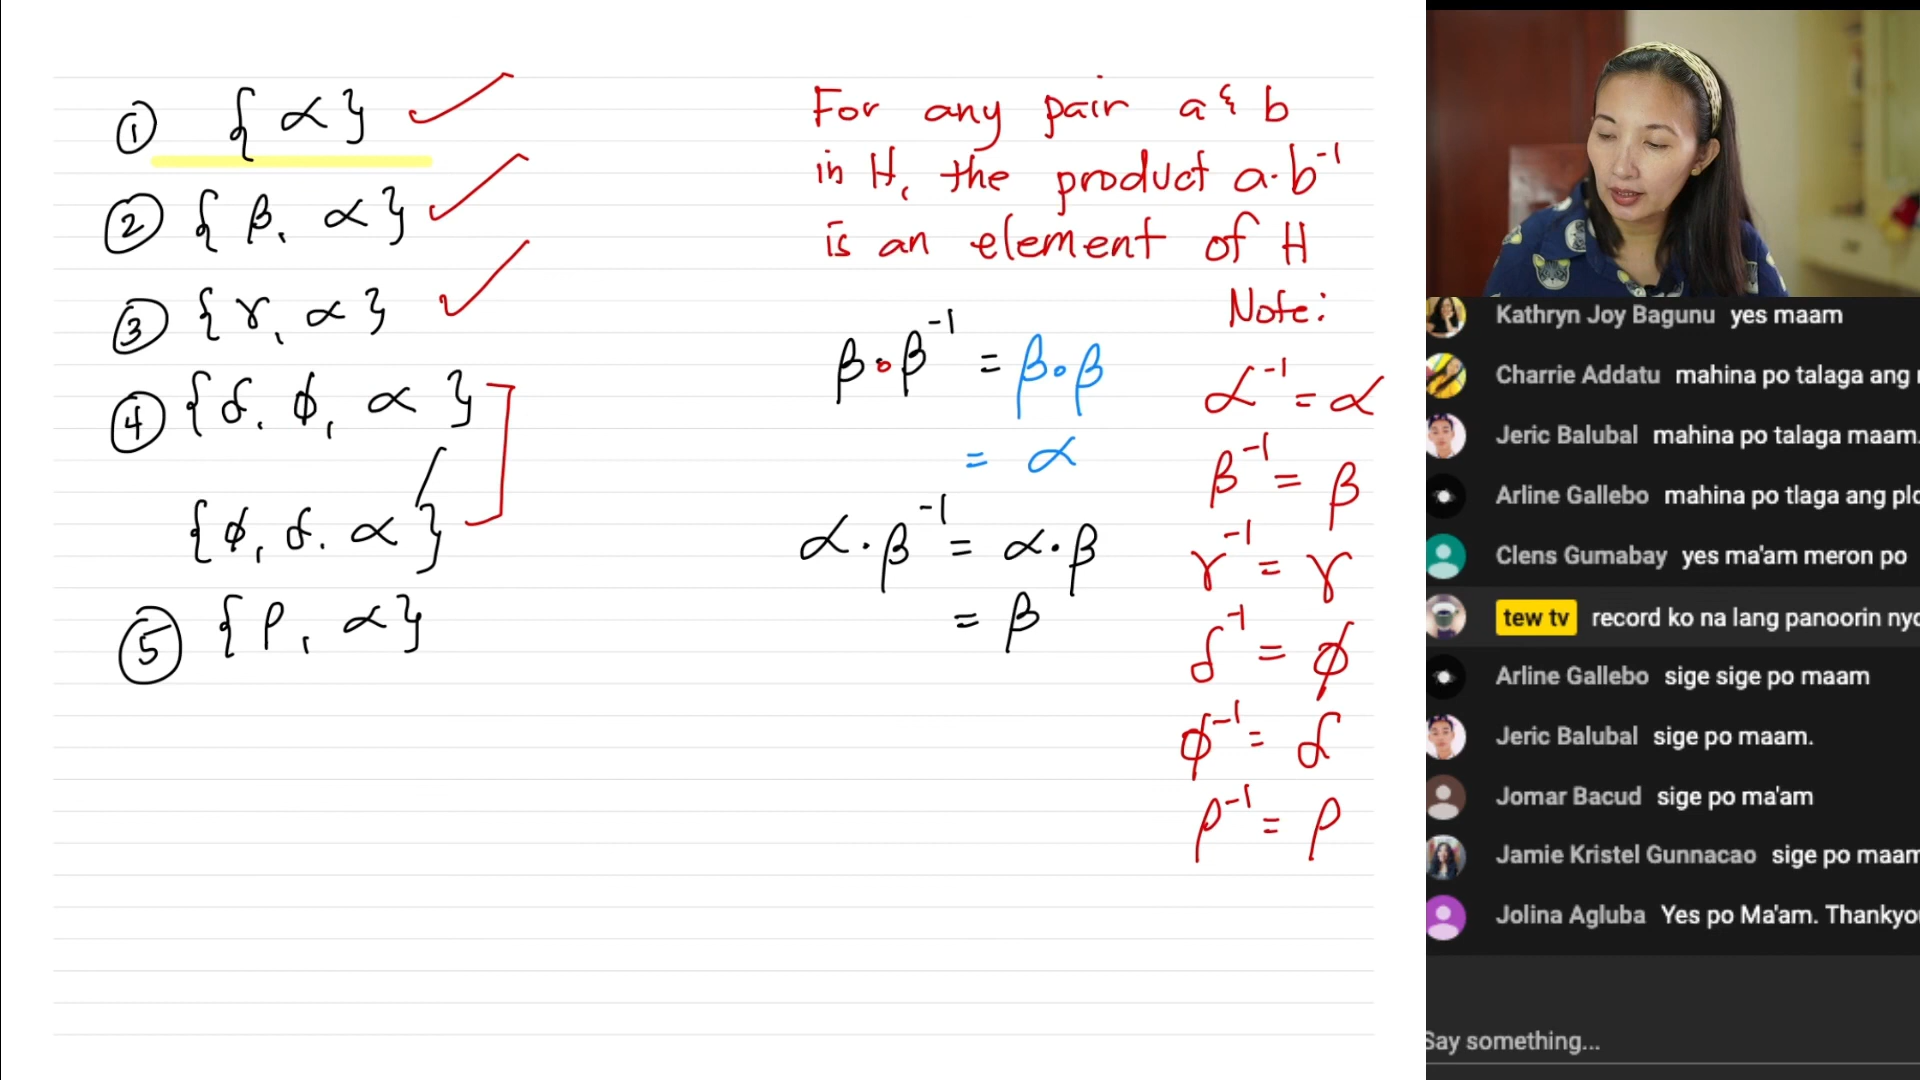 ① { α }
② { β, α }
③ { γ, α }
④ { δ, ϕ, α }
{ ϕ, δ, α }
⑤ { ρ, α }
For any pair a & b
in H, the product a·b⁻¹
is an element of H
β∘β⁻¹ = β∘β
= α
α·β⁻¹ = α·β
= β
Note:
α⁻¹ = α
β⁻¹ = β
γ⁻¹ = γ
δ⁻¹ = ϕ
ϕ⁻¹ = δ
ρ⁻¹ = ρ
Kathryn Joy Bagunu yes maam
Charrie Addatu mahina po talaga ang
Jeric Balubal mahina po talaga maam.
Arline Gallebo mahina po tlaga ang plo
Clens Gumabay yes ma'am meron po
tew tv record ko na lang panoorin nyo
Arline Gallebo sige sige po maam
Jeric Balubal sige po maam.
Jomar Bacud sige po ma'am
Jamie Kristel Gunnacao sige po maam
Jolina Agluba Yes po Ma'am. Thankyou
Say something...